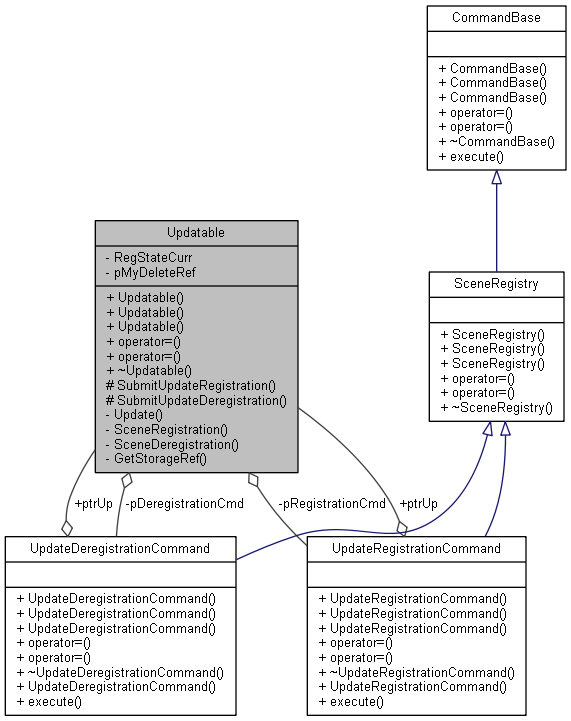 CommandBase
+ CommandBase()
+ CommandBase()
+ CommandBase()
+ operator=()
+ operator=()
+ ~CommandBase()
+ execute()
Updatable
- RegStateCurr
- pMyDeleteRef
+ Updatable()
+ Updatable()
+ Updatable()
+ operator=()
+ operator=()
+ ~Updatable()
# SubmitUpdateRegistration()
# SubmitUpdateDeregistration()
- Update()
- SceneRegistration()
- SceneDeregistration()
- GetStorageRef()
SceneRegistry
+ SceneRegistry()
+ SceneRegistry()
+ SceneRegistry()
+ operator=()
+ operator=()
+ ~SceneRegistry()
+ptrUp
-pDeregistrationCmd
-pRegistrationCmd
+ptrUp
UpdateDeregistrationCommand
+ UpdateDeregistrationCommand()
+ UpdateDeregistrationCommand()
+ UpdateDeregistrationCommand()
+ operator=()
+ operator=()
+ ~UpdateDeregistrationCommand()
+ UpdateDeregistrationCommand()
+ execute()
UpdateRegistrationCommand
+ UpdateRegistrationCommand()
+ UpdateRegistrationCommand()
+ UpdateRegistrationCommand()
+ operator=()
+ operator=()
+ ~UpdateRegistrationCommand()
+ UpdateRegistrationCommand()
+ execute()